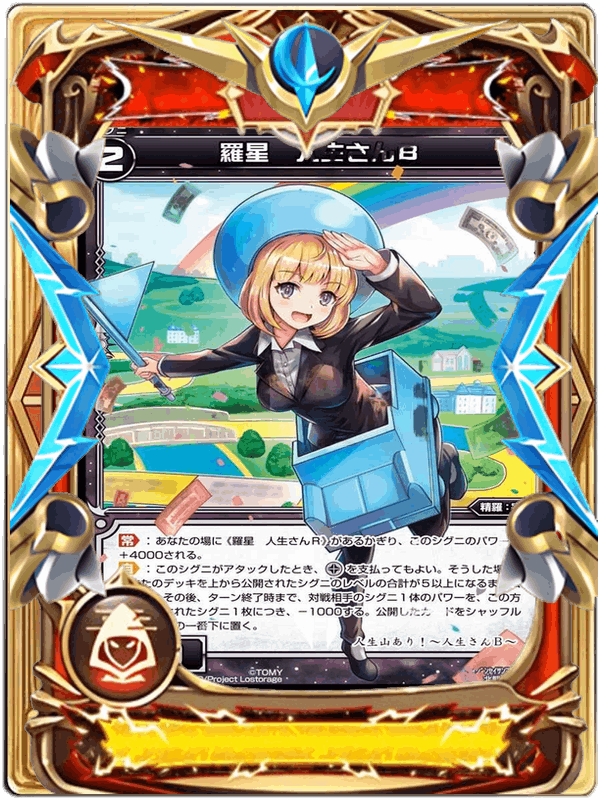 2
羅星 人生さんB
精羅：
常：あなたの場に《羅星 人生さんR》があるかぎり、このシグニのパワー
+4000される。
：このシグニがアタックしたとき、を支払ってもよい。そうした場
たのデッキを上から公開されたシグニのレベルの合計が5以上になるま
その後、ターン終了時まで、対戦相手のシグニ1体のパワーを、この方
されたシグニ1枚につき、－1000する。公開したカードをシャッフル
の一番下に置く。
人生山あり！～人生さんB～
©TOMY
/Project Lostorage